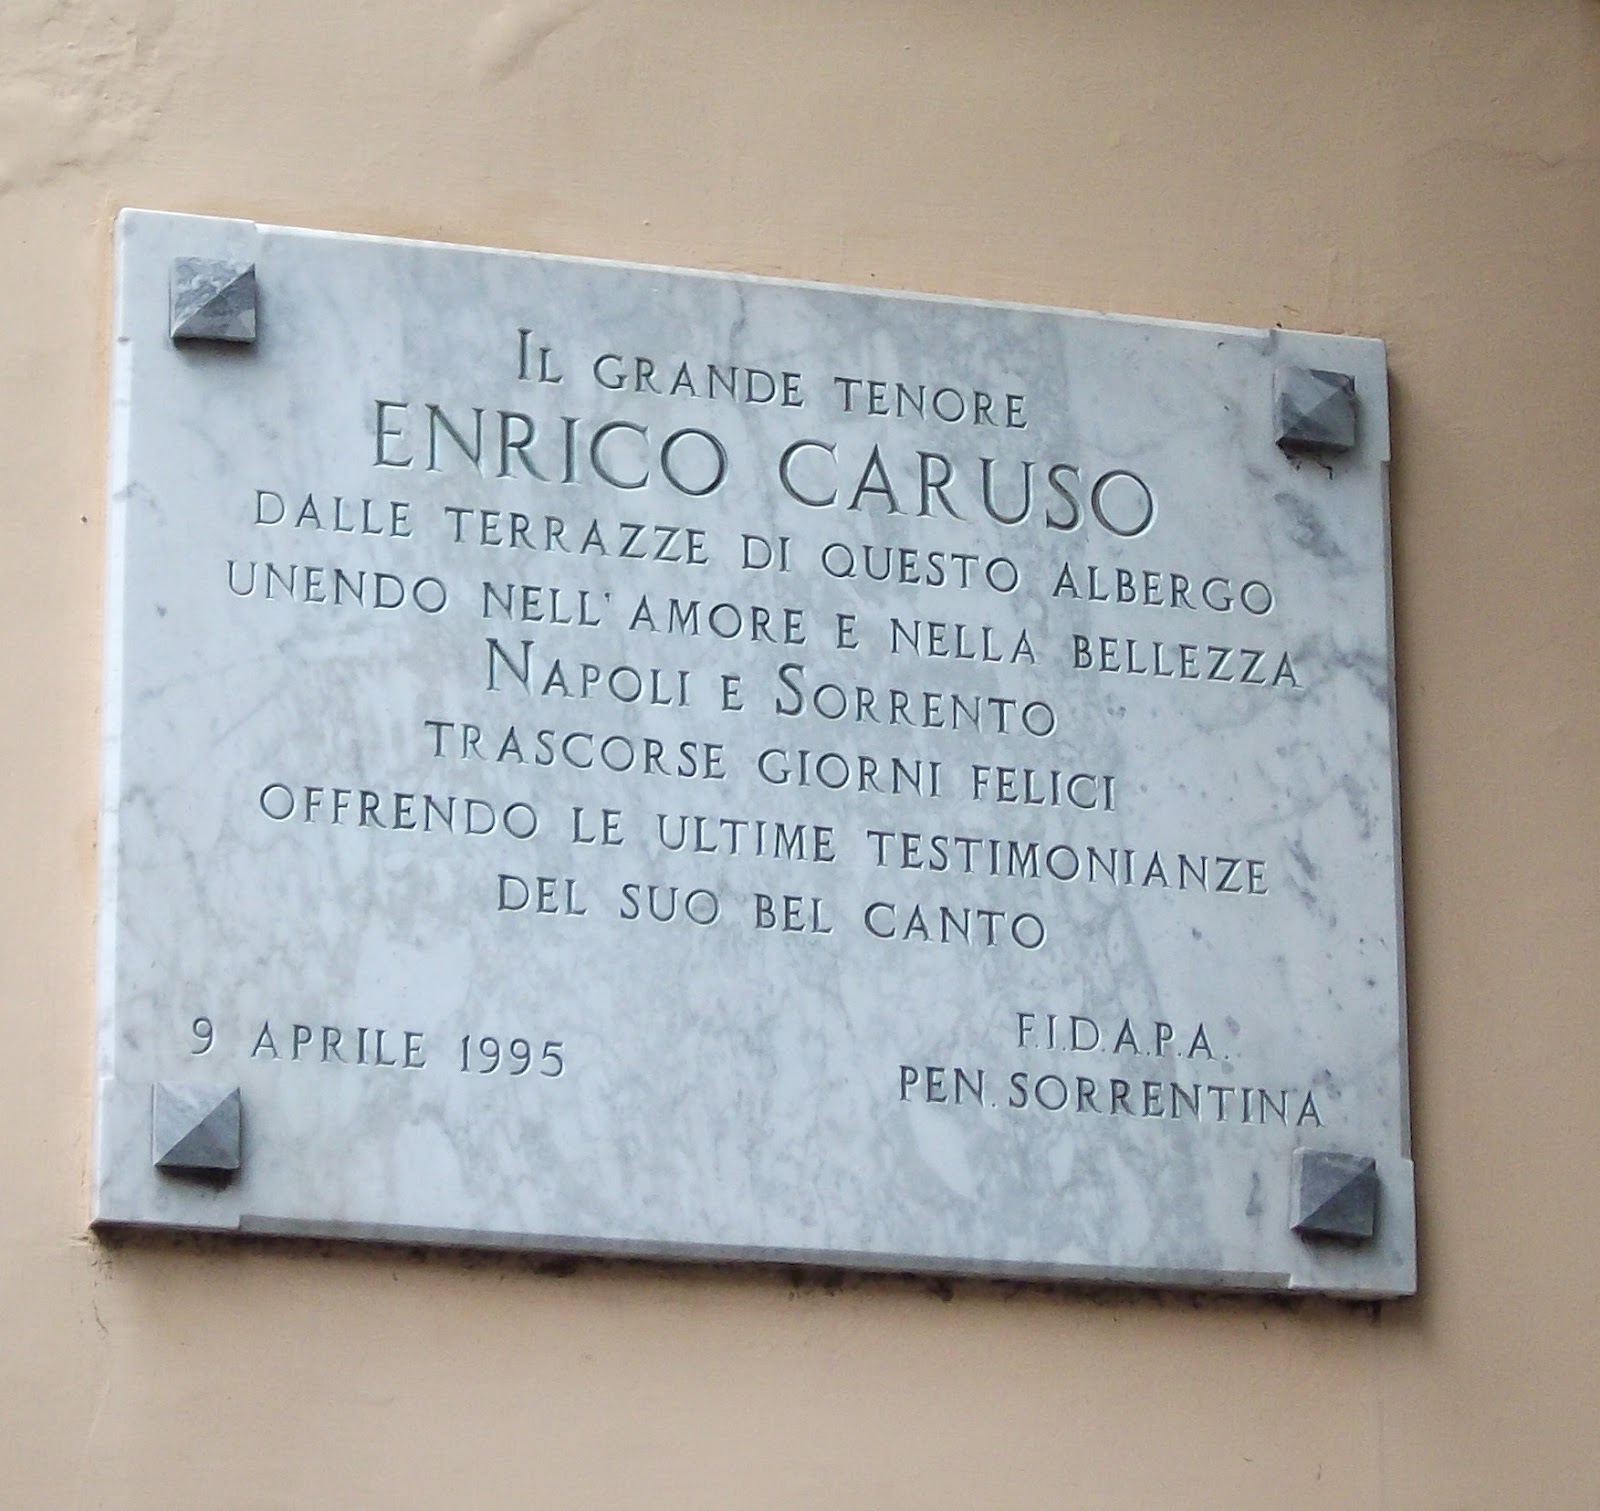 IL GRANDE TENORE
ENRICO CARUSO
DALLE TERRAZZE DI QUESTO ALBERGO
UNENDO NELL'AMORE E NELLA BELLEZZA
NAPOLI E SORRENTO
TRASCORSE GIORNI FELICI
OFFRENDO LE ULTIME TESTIMONIANZE
DEL SUO BEL CANTO
9 APRILE 1995
F.I.D.A.P.A.
PEN. SORRENTINA